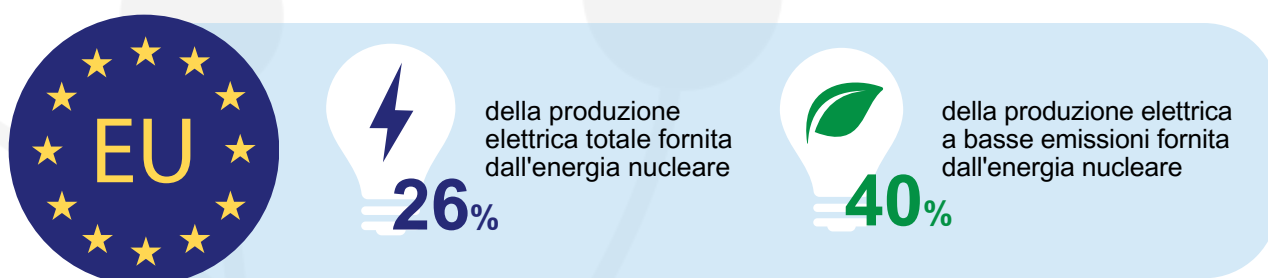 EU
26%
della produzione
elettrica totale fornita
dall'energia nucleare
40%
della produzione elettrica
a basse emissioni fornita
dall'energia nucleare